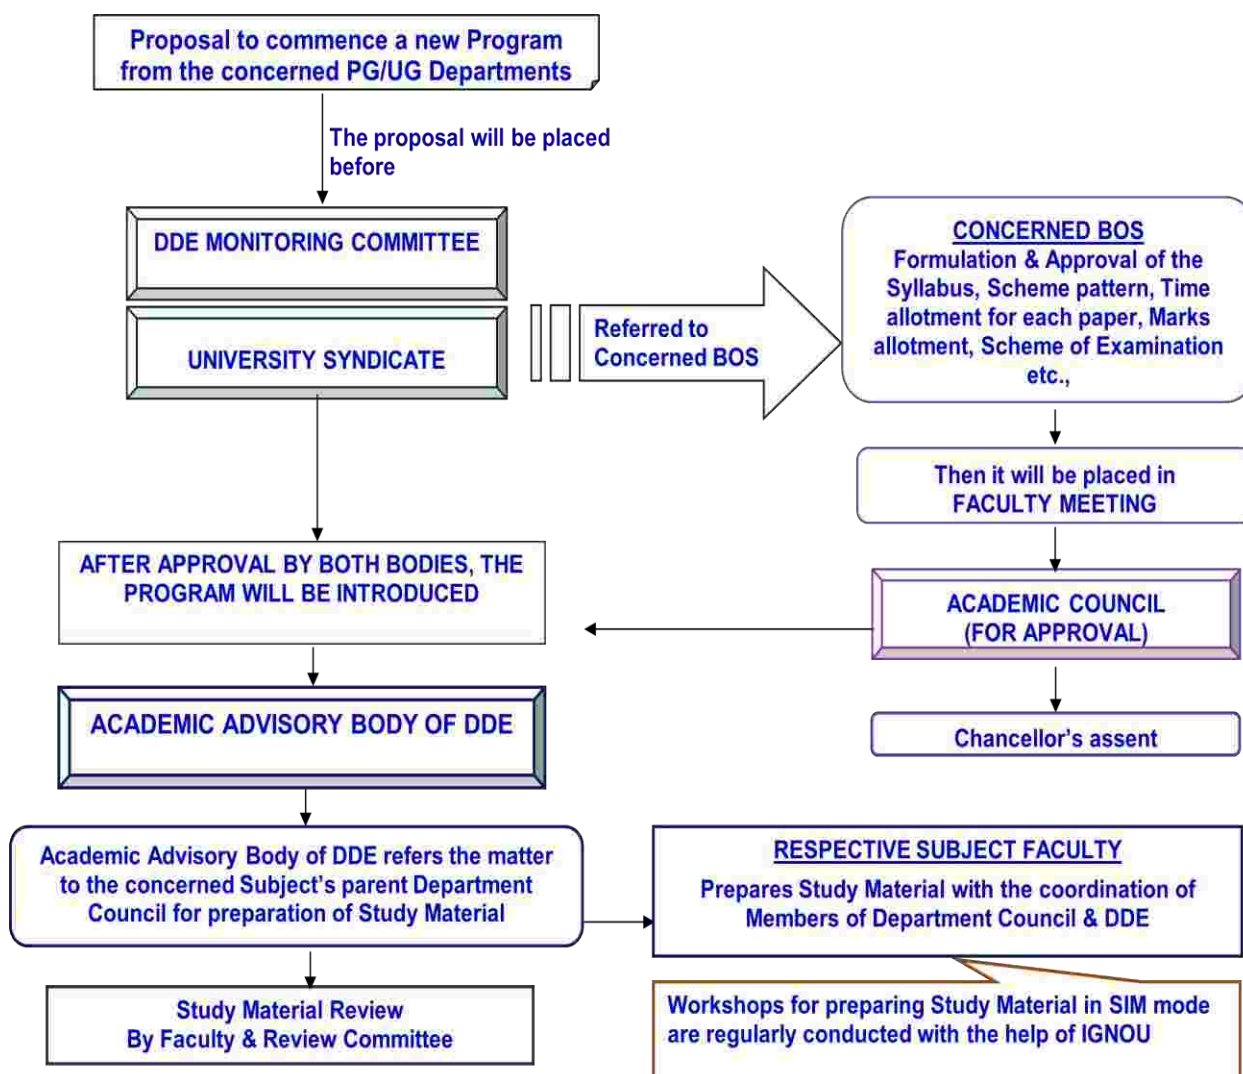 Proposal to commence a new Program
from the concerned PG/UG Departments
The proposal will be placed
before
DDE MONITORING COMMITTEE
UNIVERSITY SYNDICATE
Referred to
Concerned BOS
CONCERNED BOS
Formulation & Approval of the
Syllabus, Scheme pattern, Time
allotment for each paper, Marks
allotment, Scheme of Examination
etc.,
Then it will be placed in
FACULTY MEETING
ACADEMIC COUNCIL
(FOR APPROVAL)
Chancellor's assent
AFTER APPROVAL BY BOTH BODIES, THE
PROGRAM WILL BE INTRODUCED
ACADEMIC ADVISORY BODY OF DDE
Academic Advisory Body of DDE refers the matter
to the concerned Subject's parent Department
Council for preparation of Study Material
RESPECTIVE SUBJECT FACULTY
Prepares Study Material with the coordination of
Members of Department Council & DDE
Workshops for preparing Study Material in SIM mode
are regularly conducted with the help of IGNOU
Study Material Review
By Faculty & Review Committee